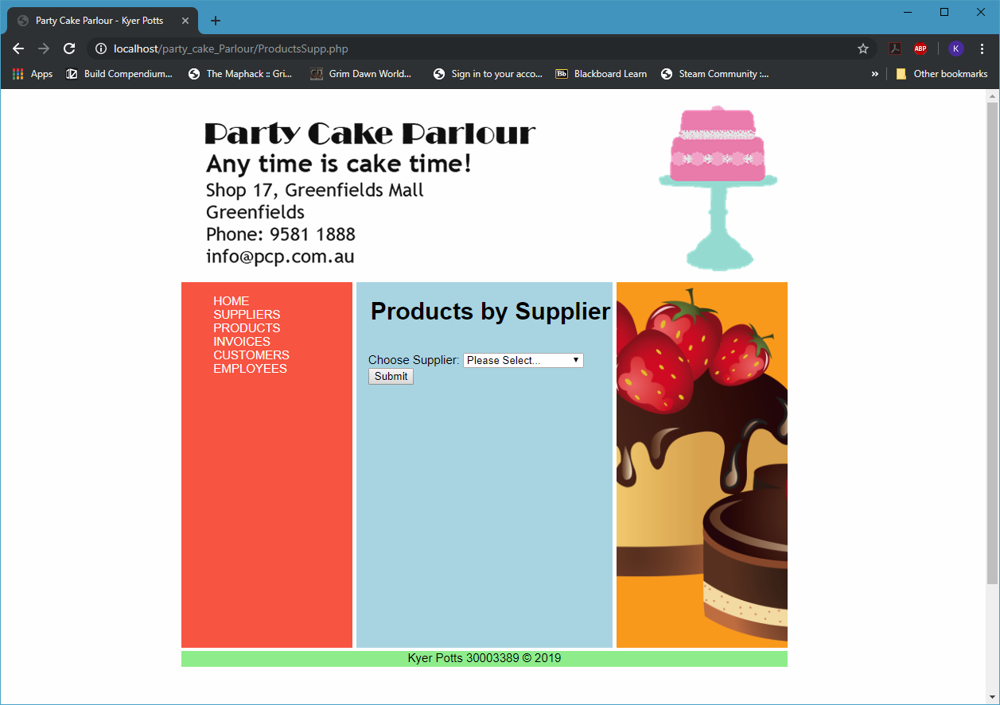 Party Cake Parlour - Kyer Potts
localhost/party_cake_Parlour/ProductsSupp.php
ABP
K
Apps Build Compendium... The Maphack :: Gri... GD Grim Dawn World... Sign in to your acco... Bb Blackboard Learn Steam Community :... » Other bookmarks
Party Cake Parlour
Any time is cake time!
Shop 17, Greenfields Mall
Greenfields
Phone: 9581 1888
info@pcp.com.au
HOME
SUPPLIERS
PRODUCTS
INVOICES
CUSTOMERS
EMPLOYEES
Products by Supplier
Choose Supplier: Please Select...
Submit
Kyer Potts 30003389 © 2019